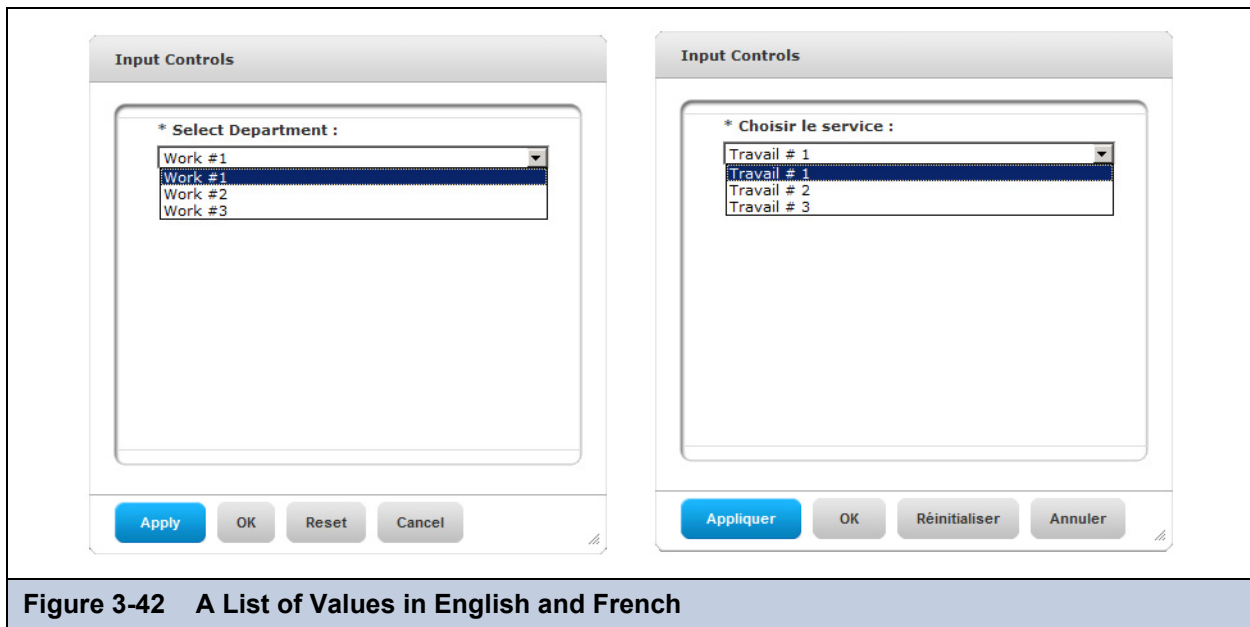 Input Controls
* Select Department :
Work #1
Work #1
Work #2
Work #3
Apply OK Reset Cancel
Input Controls
* Choisir le service :
Travail # 1
Travail # 1
Travail # 2
Travail # 3
Appliquer OK Réinitialiser Annuler
Figure 3-42 A List of Values in English and French